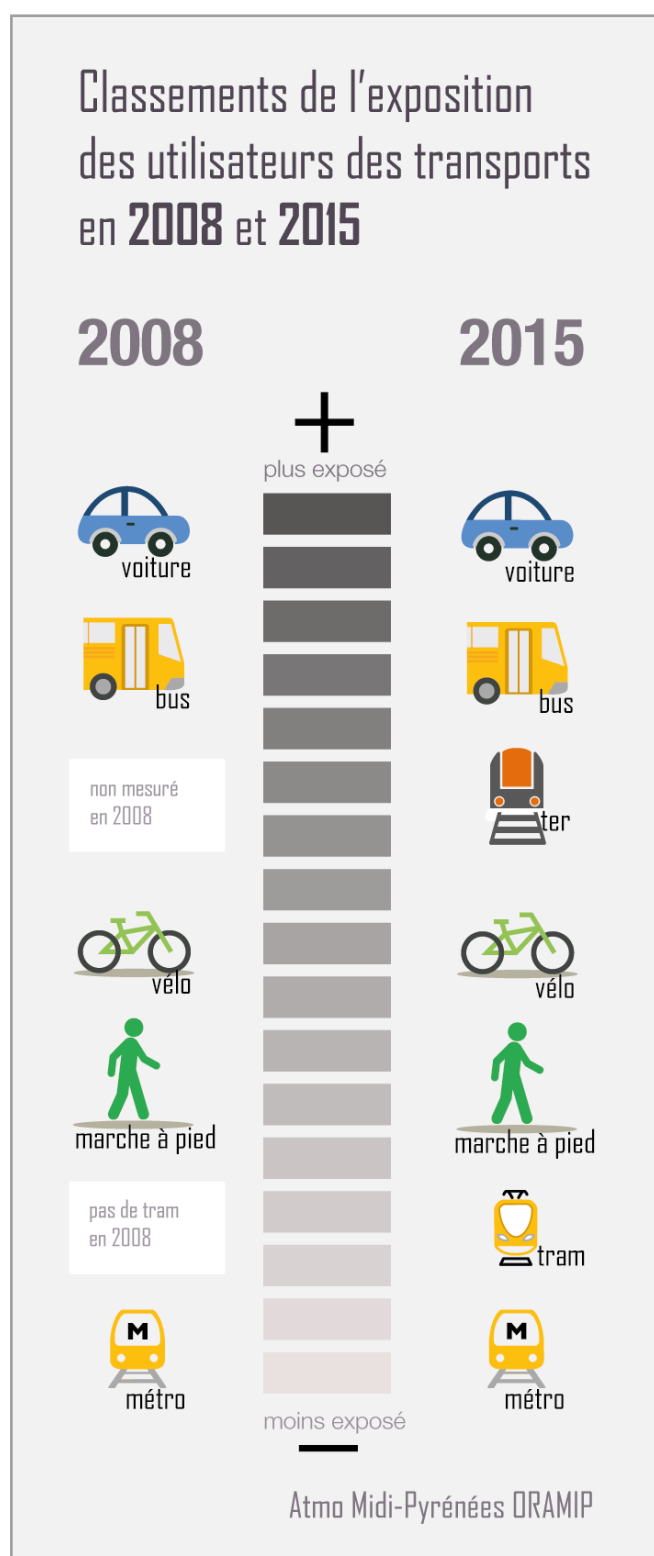 Classements de l'exposition
des utilisateurs des transports
en 2008 et 2015
2008
2015
plus exposé
voiture
voiture
bus
bus
non mesuré
en 2008
ter
vélo
vélo
marche à pied
marche à pied
pas de tram
en 2008
tram
M
métro
M
métro
moins exposé
Atmo Midi-Pyrénées ORAMIP